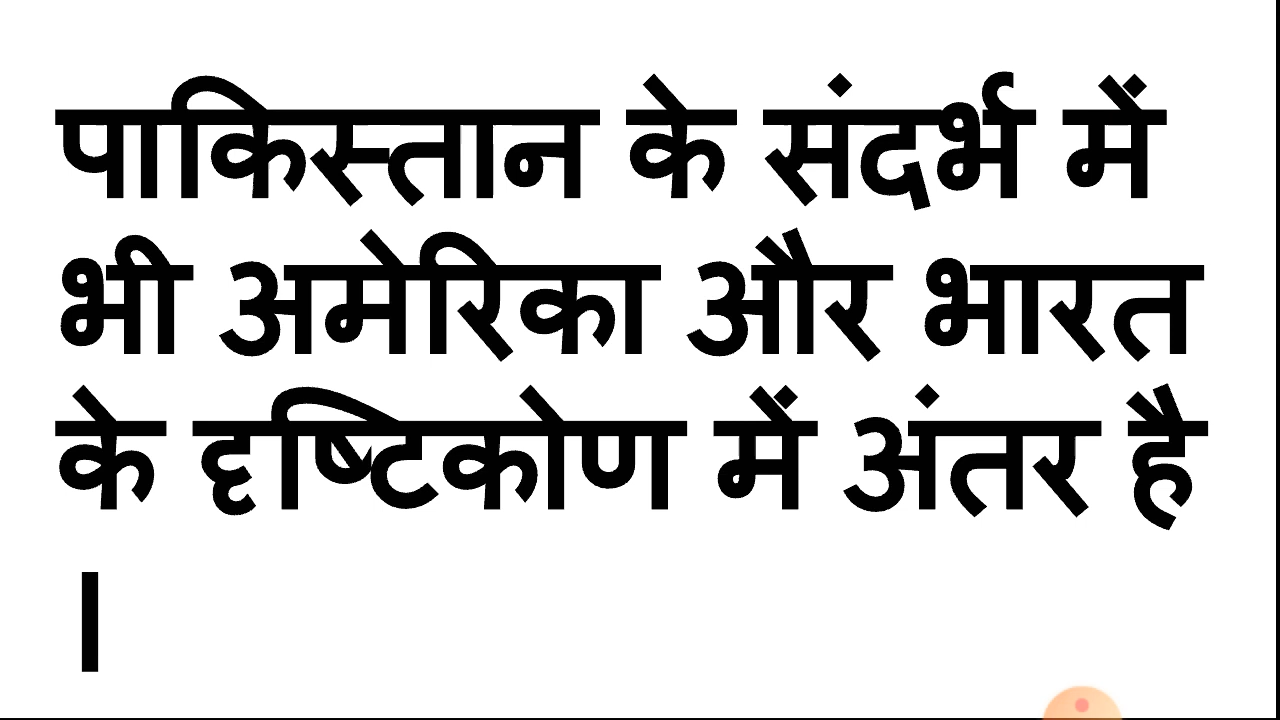 पाकिस्तान के संदर्भ में
भी अमेरिका और भारत
के दृष्टिकोण में अंतर है
।